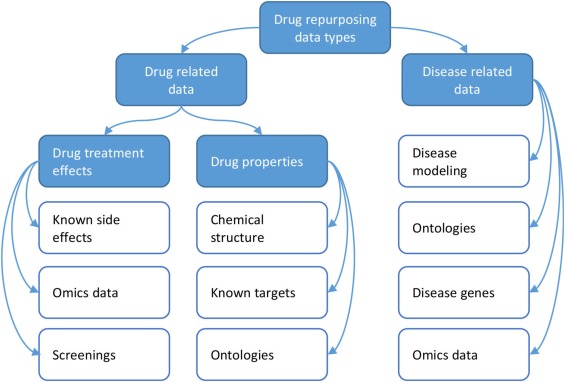 Drug repurposing
data types
Drug related
data
Disease related
data
Drug treatment
effects
Drug properties
Disease
modeling
Known side
effects
Chemical
structure
Ontologies
Omics data
Known targets
Disease genes
Screenings
Ontologies
Omics data